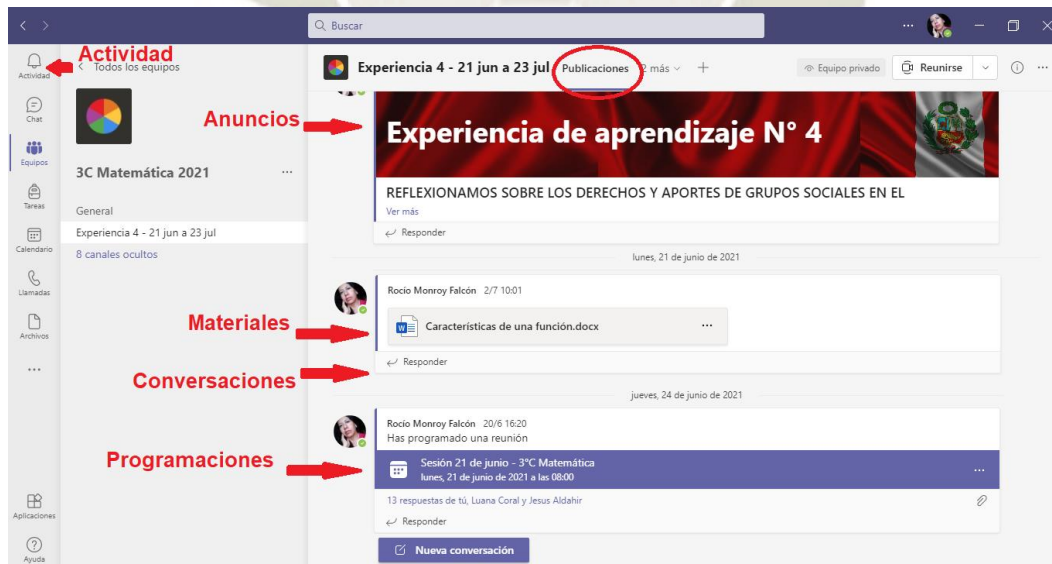 Buscar
Actividad
Actividad
Todos los equipos
Experiencia 4 - 21 jun a 23 jul
Publicaciones
2 más
Equipo privado
Reunirse
Chat
Anuncios
Experiencia de aprendizaje N° 4
Equipos
3C Matemática 2021
REFLEXIONAMOS SOBRE LOS DERECHOS Y APORTES DE GRUPOS SOCIALES EN EL
Ver más
Tareas
General
Responder
Experiencia 4 - 21 jun a 23 jul
Calendario
8 canales ocultos
lunes, 21 de junio de 2021
Llamadas
Rocío Monroy Falcón 2/7 10:01
Materiales
Características de una función.docx
Archivos
Responder
Conversaciones
jueves, 24 de junio de 2021
Rocío Monroy Falcón 20/6 16:20
Has programado una reunión
Programaciones
Sesión 21 de junio - 3°C Matemática
lunes, 21 de junio de 2021 a las 08:00
13 respuestas de tú, Luana Coral y Jesus Aldahir
Aplicaciones
Responder
Nueva conversación
Ayuda